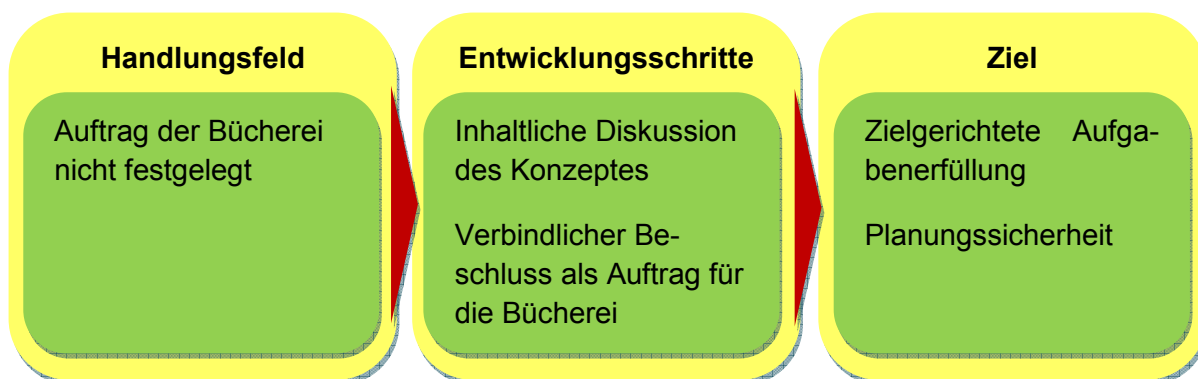 Handlungsfeld
Auftrag der Bücherei
nicht festgelegt
Entwicklungsschritte
Inhaltliche Diskussion
des Konzeptes
Verbindlicher Be-
schluss als Auftrag für
die Bücherei
Ziel
Zielgerichtete Aufga-
benerfüllung
Planungssicherheit